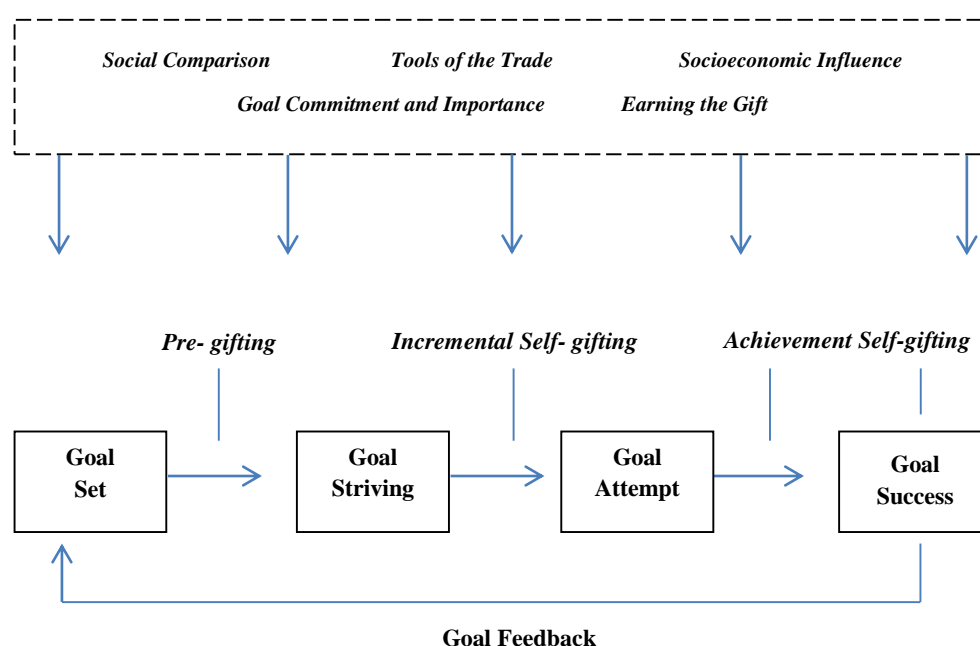 Social Comparison Tools of the Trade Socioeconomic Influence
Goal Commitment and Importance Earning the Gift
Pre- gifting Incremental Self- gifting Achievement Self-gifting
Goal
Set
Goal
Striving
Goal
Attempt
Goal
Success
Goal Feedback